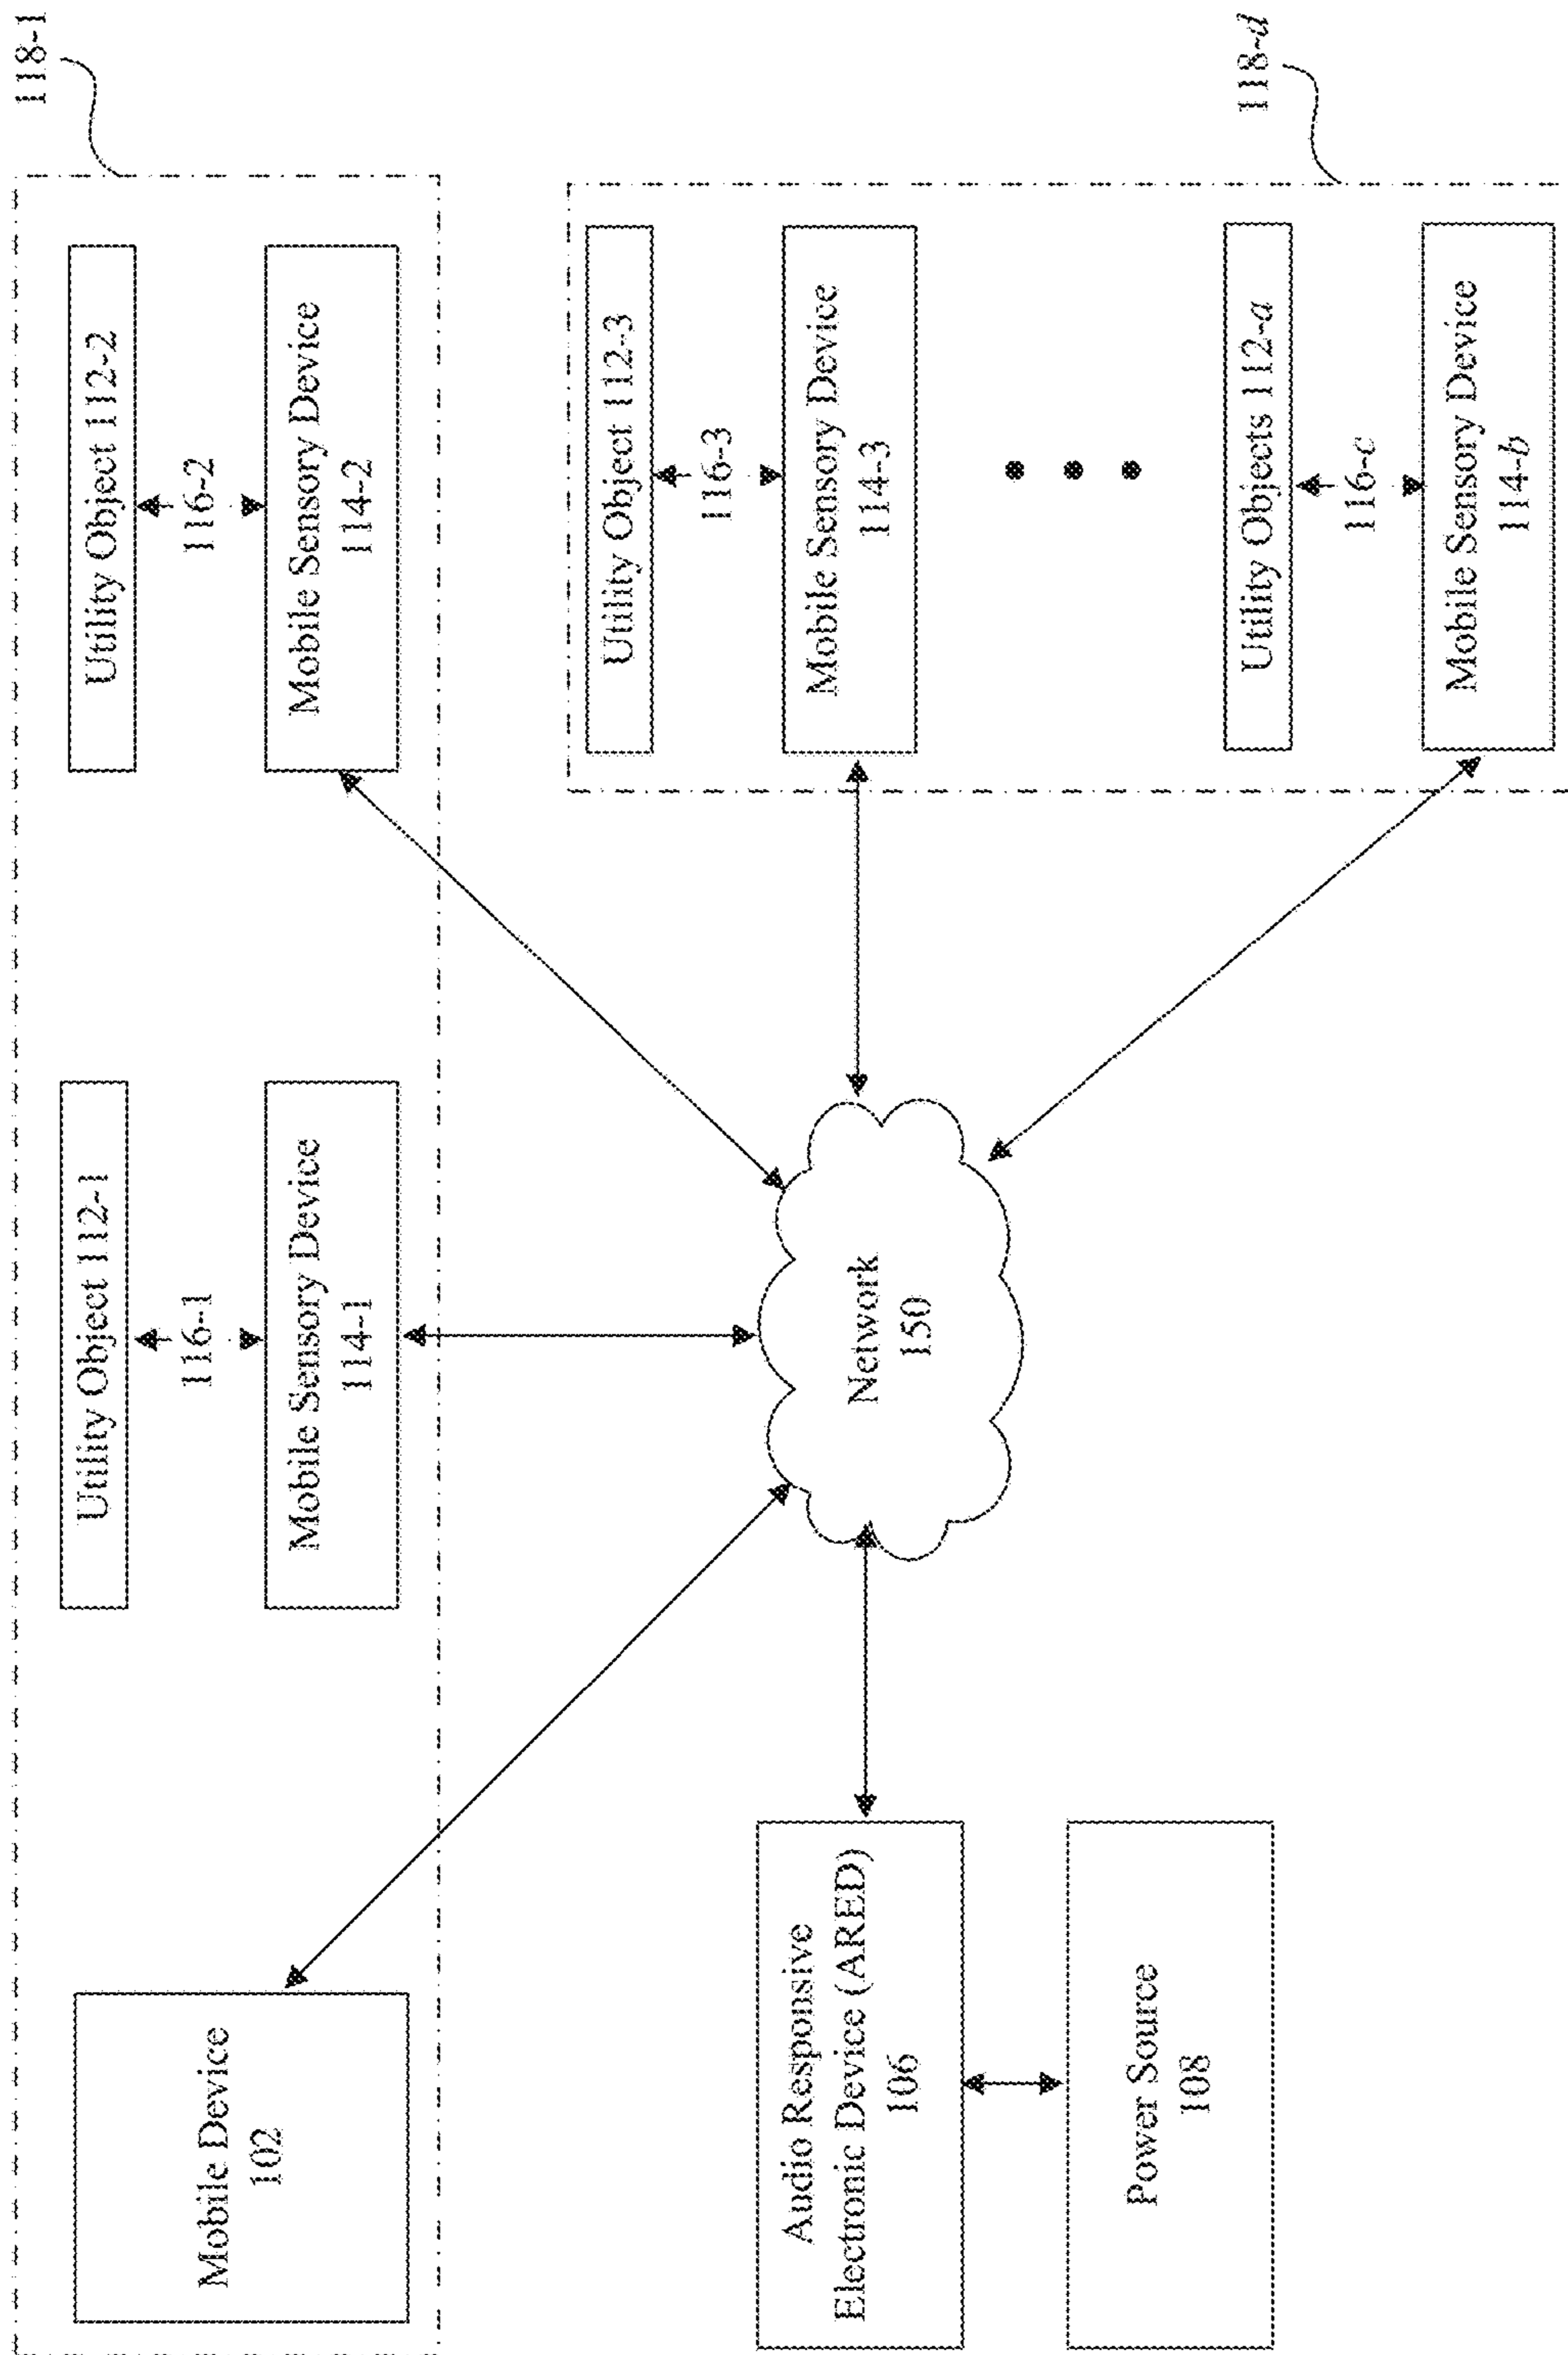 118-1
Mobile Device
102
Utility Object 112-1
116-1
Mobile Sensory Device
114-1
Utility Object 112-2
116-2
Mobile Sensory Device
114-2
118-d
Utility Object 112-3
116-3
Mobile Sensory Device
114-3
Utility Objects 112-a
116-c
Mobile Sensory Device
114-b
Network
150
Audio Responsive
Electronic Device (ARED)
106
Power Source
108